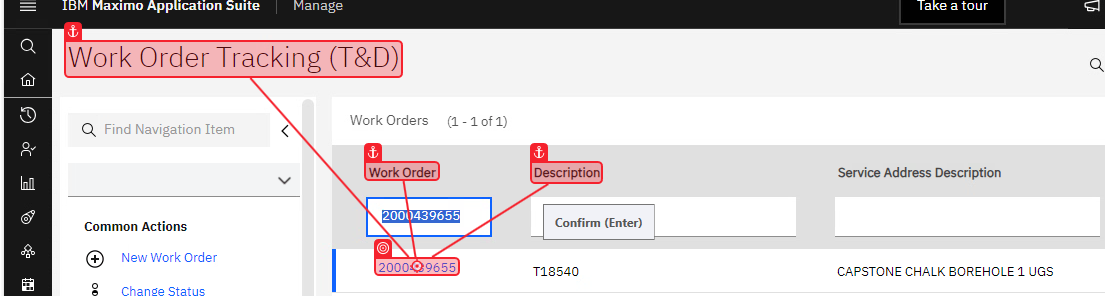 IBM Maximo Application Suite Manage Take a tour
Work Order Tracking (T&D)
Find Navigation Item
Work Orders (1 - 1 of 1)
Work Order Description Service Address Description
2000439655
Confirm (Enter)
Common Actions
New Work Order
2000439655 T18540 CAPSTONE CHALK BOREHOLE 1 UGS
Change Status